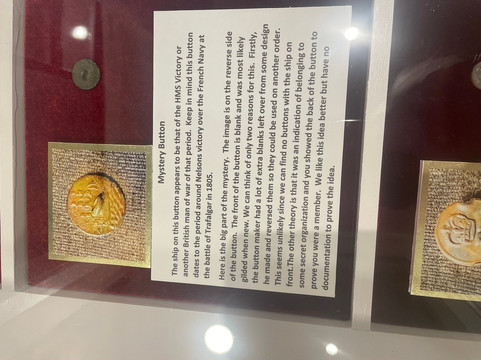 Mystery Button
The ship on this button appears to be that of the HMS Victory or
another British man of war of that period. Keep in mind this button
dates to the period around Nelsons victory over the French Navy at
the battle of Trafalgar in 1805.
Here is the big part of the mystery. The image is on the reverse side
of the button. The front of the button is blank and was most likely
gilded when new. We can think of only two reasons for this. Firstly,
the button maker had a lot of extra blanks left over from some design
he made and reversed them so they could be used on another order.
This seems unlikely since we can find no buttons with the ship on
front.The other theory is that it was an indication of belonging to
some secret organization and you showed the back of the button to
prove you were a member. We like this idea better but have no
documentation to prove the idea.